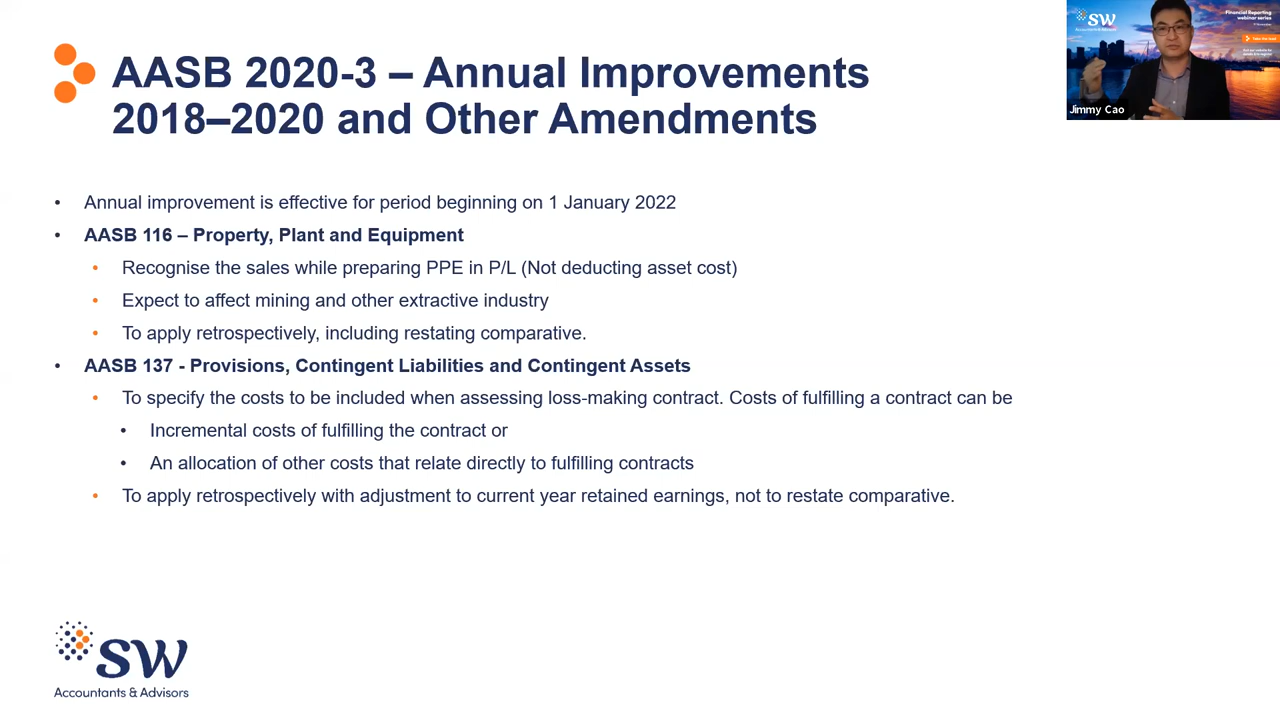 AASB 2020-3 – Annual Improvements
2018–2020 and Other Amendments
• Annual improvement is effective for period beginning on 1 January 2022
• AASB 116 – Property, Plant and Equipment
• Recognise the sales while preparing PPE in P/L (Not deducting asset cost)
• Expect to affect mining and other extractive industry
• To apply retrospectively, including restating comparative.
• AASB 137 - Provisions, Contingent Liabilities and Contingent Assets
• To specify the costs to be included when assessing loss-making contract. Costs of fulfilling a contract can be
• Incremental costs of fulfilling the contract or
• An allocation of other costs that relate directly to fulfilling contracts
• To apply retrospectively with adjustment to current year retained earnings, not to restate comparative.
SW
Accountants & Advisors
SW
Accountants & Advisors
Financial Reporting
webinar series
Jimmy Cao